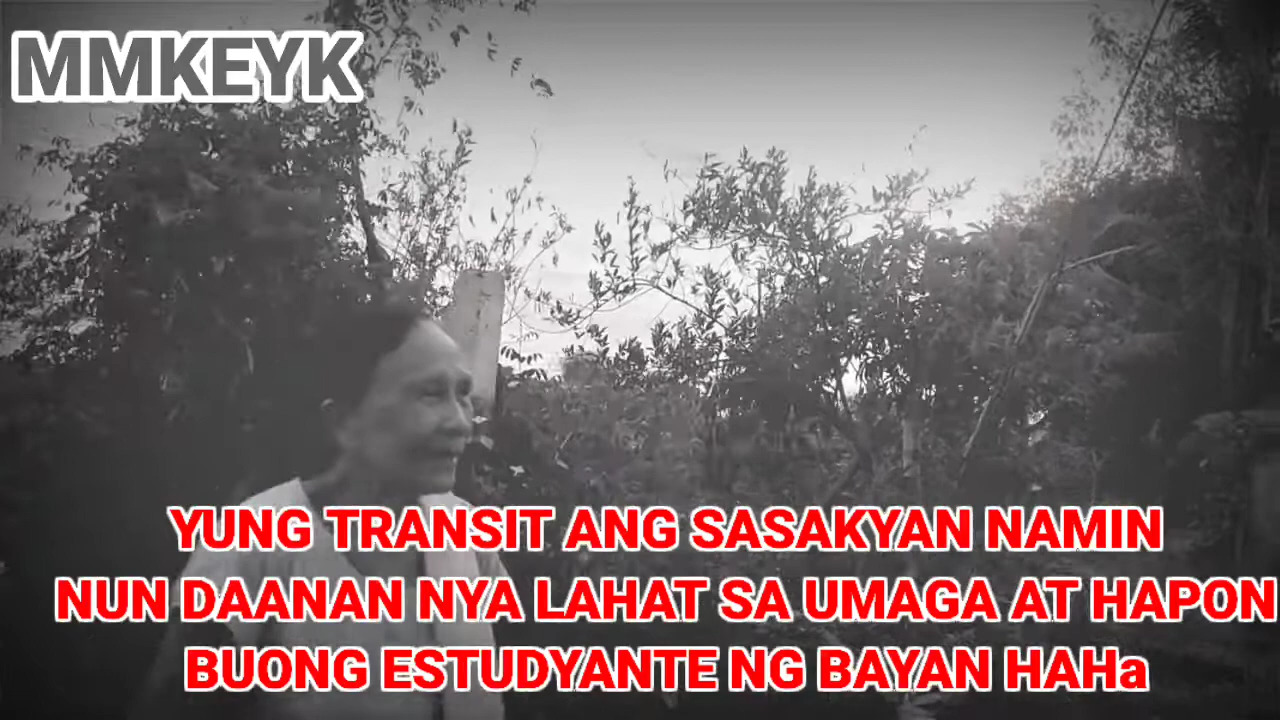 MMKEYK
YUNG TRANSIT ANG SASAKYAN NAMIN
NUN DAANAN NYA LAHAT SA UMAGA AT HAPON
BUONG ESTUDYANTE NG BAYAN HAHa